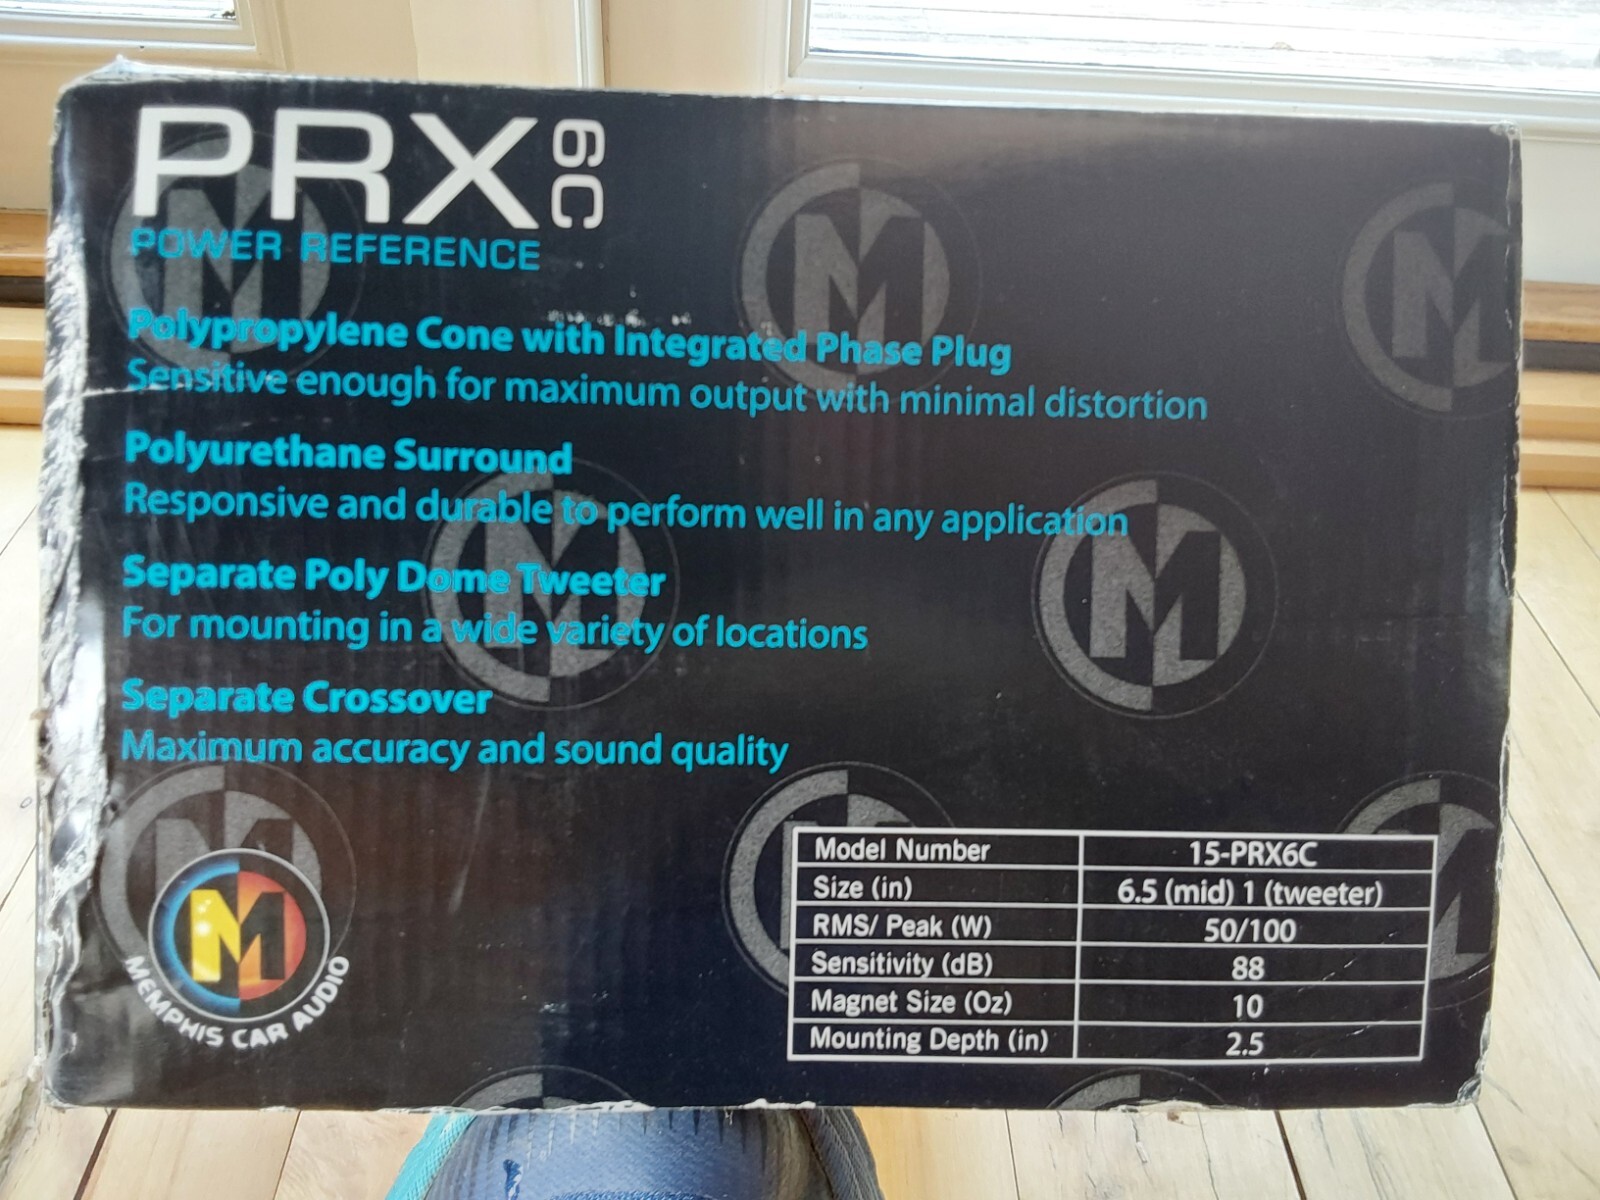 PRX 6C
POWER REFERENCE
Polypropylene Cone with Integrated Phase Plug
Sensitive enough for maximum output with minimal distortion
Polyurethane Surround
Responsive and durable to perform well in any application
Separate Poly Dome Tweeter
For mounting in a wide variety of locations
Separate Crossover
Maximum accuracy and sound quality
M
MEMPHIS CAR AUDIO
Model Number 15-PRX6C
Size (in) 6.5 (mid) 1 (tweeter)
RMS/ Peak (W) 50/100
Sensitivity (dB) 88
Magnet Size (Oz) 10
Mounting Depth (in) 2.5